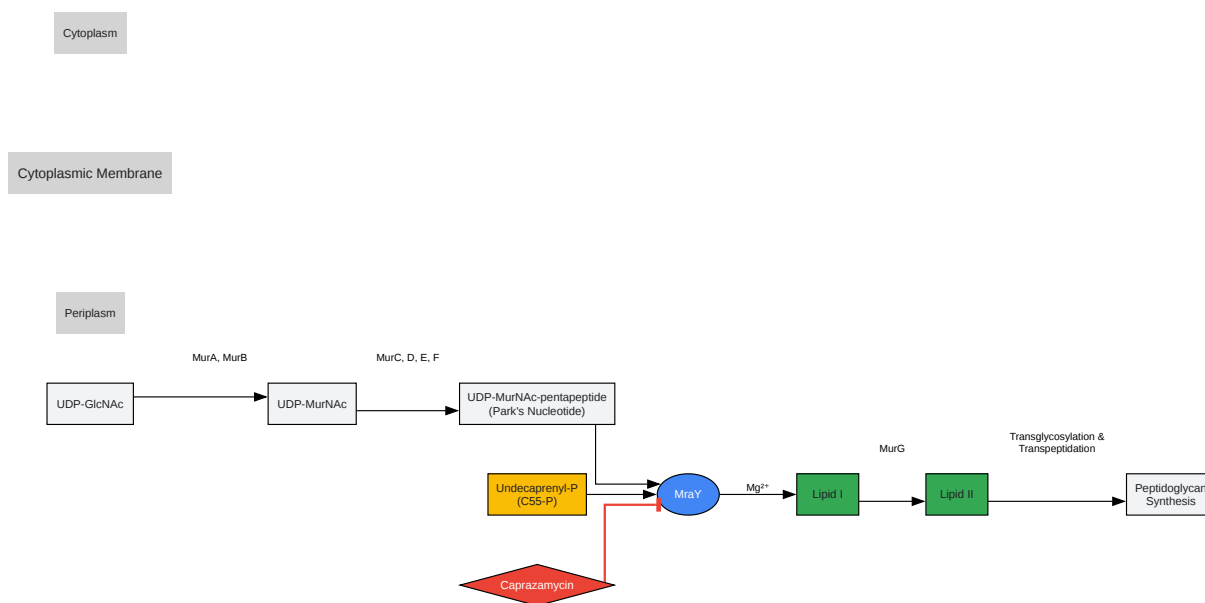 Cytoplasm
Cytoplasmic Membrane
Periplasm
MurA, MurB
MurC, D, E, F
UDP-GlcNAc
UDP-MurNAc
UDP-MurNAc-pentapeptide
(Park's Nucleotide)
Transglycosylation &
Transpeptidation
MurG
Undecaprenyl-P
(C55-P)
MraY
Mg²⁺
Lipid I
Lipid II
Peptidoglycan
Synthesis
Caprazamycin